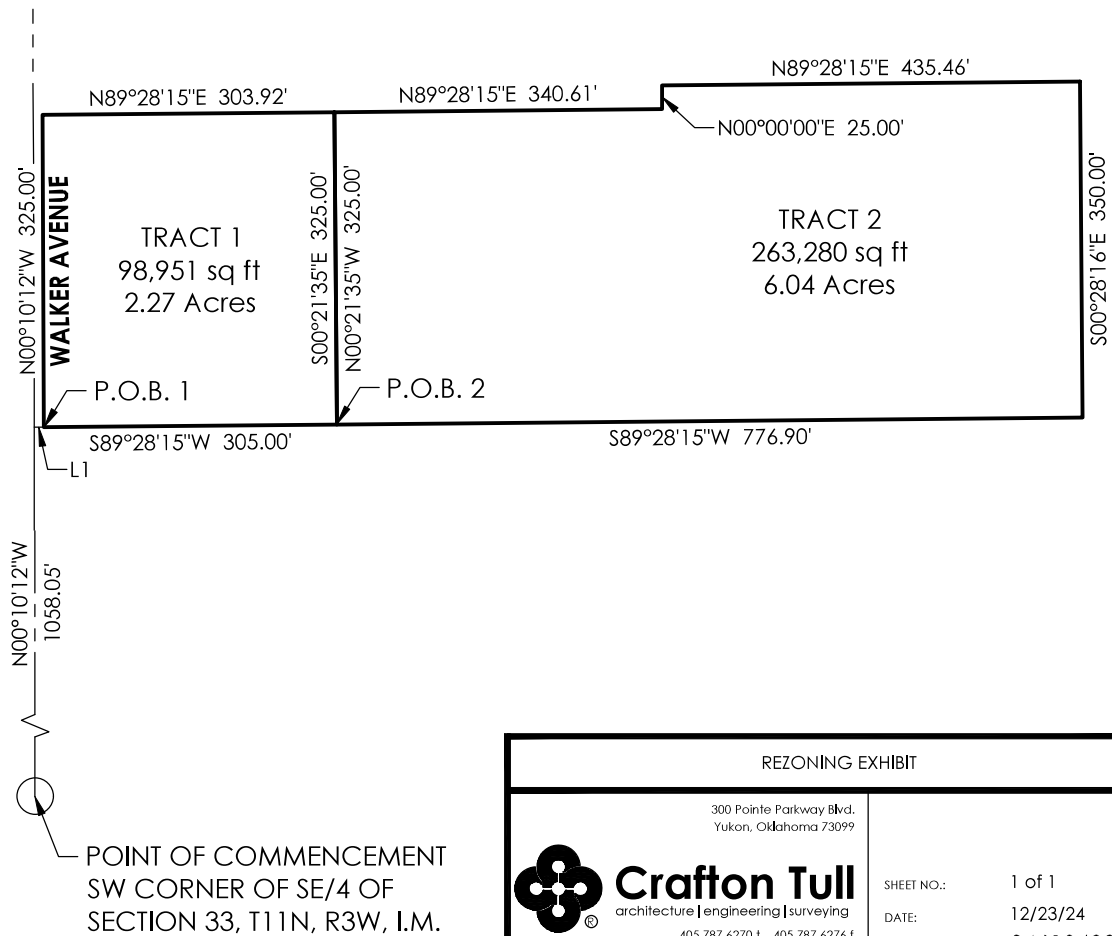 N89°28'15"E 435.46'
N89°28'15"E 303.92'
N89°28'15"E 340.61'
N00°00'00"E 25.00'
N00°10'12"W 325.00'
WALKER AVENUE
TRACT 1
98,951 sq ft
2.27 Acres
S00°21'35"E 325.00'
N00°21'35"W 325.00'
TRACT 2
263,280 sq ft
6.04 Acres
S00°28'16"E 350.00'
P.O.B. 1
P.O.B. 2
S89°28'15"W 305.00'
S89°28'15"W 776.90'
L1
N00°10'12"W
1058.05'
POINT OF COMMENCEMENT
SW CORNER OF SE/4 OF
SECTION 33, T11N, R3W, I.M.
REZONING EXHIBIT
300 Pointe Parkway Blvd.
Yukon, Oklahoma 73099
Crafton Tull
architecture | engineering | surveying
®
405.787.6270 t 405.787.6276 f
SHEET NO.: 1 of 1
DATE: 12/23/24